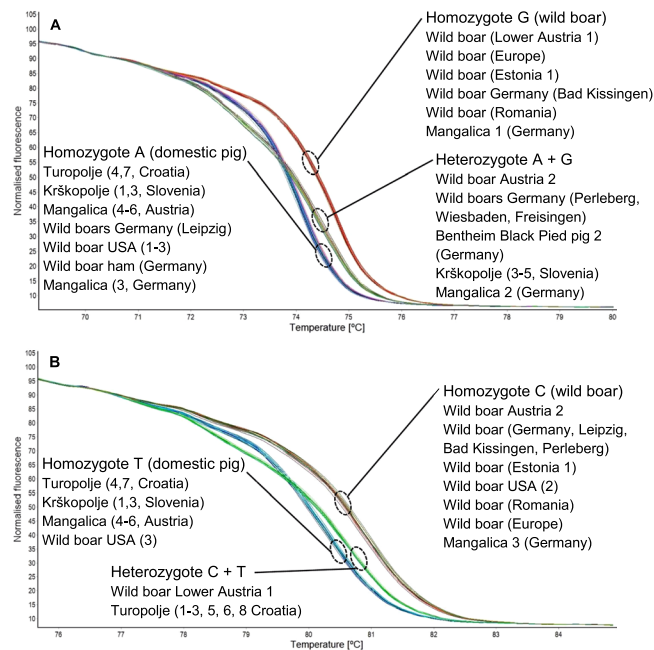 A
Normalised fluorescence
105
100
95
90
85
80
75
70
65
60
55
50
45
40
35
30
25
20
15
10
Homozygote G (wild boar)
Wild boar (Lower Austria 1)
Wild boar (Europe)
Wild boar (Estonia 1)
Wild boar Germany (Bad Kissingen)
Wild boar (Romania)
Mangalica 1 (Germany)
Homozygote A (domestic pig)
Turopolje (4,7, Croatia)
Krškopolje (1,3, Slovenia)
Mangalica (4-6, Austria)
Wild boars Germany (Leipzig)
Wild boar USA (1-3)
Wild boar ham (Germany)
Mangalica (3, Germany)
Heterozygote A + G
Wild boar Austria 2
Wild boars Germany (Perleberg,
Wiesbaden, Freisingen)
Bentheim Black Pied pig 2
(Germany)
Krškopolje (3-5, Slovenia)
Mangalica 2 (Germany)
70 71 72 73 74 75 76 77 78 79 80
Temperature [ºC]
B
Normalised fluorescence
105
100
95
90
85
80
75
70
65
60
55
50
45
40
35
30
25
20
15
10
Homozygote C (wild boar)
Wild boar Austria 2
Wild boar (Germany, Leipzig,
Bad Kissingen, Perleberg)
Wild boar (Estonia 1)
Wild boar USA (2)
Wild boar (Romania)
Wild boar (Europe)
Mangalica 3 (Germany)
Homozygote T (domestic pig)
Turopolje (4,7, Croatia)
Krškopolje (1,3, Slovenia)
Mangalica (4-6, Austria)
Wild boar USA (3)
Heterozygote C + T
Wild boar Lower Austria 1
Turopolje (1-3, 5, 6, 8 Croatia)
76 77 78 79 80 81 82 83 84
Temperature [ºC]